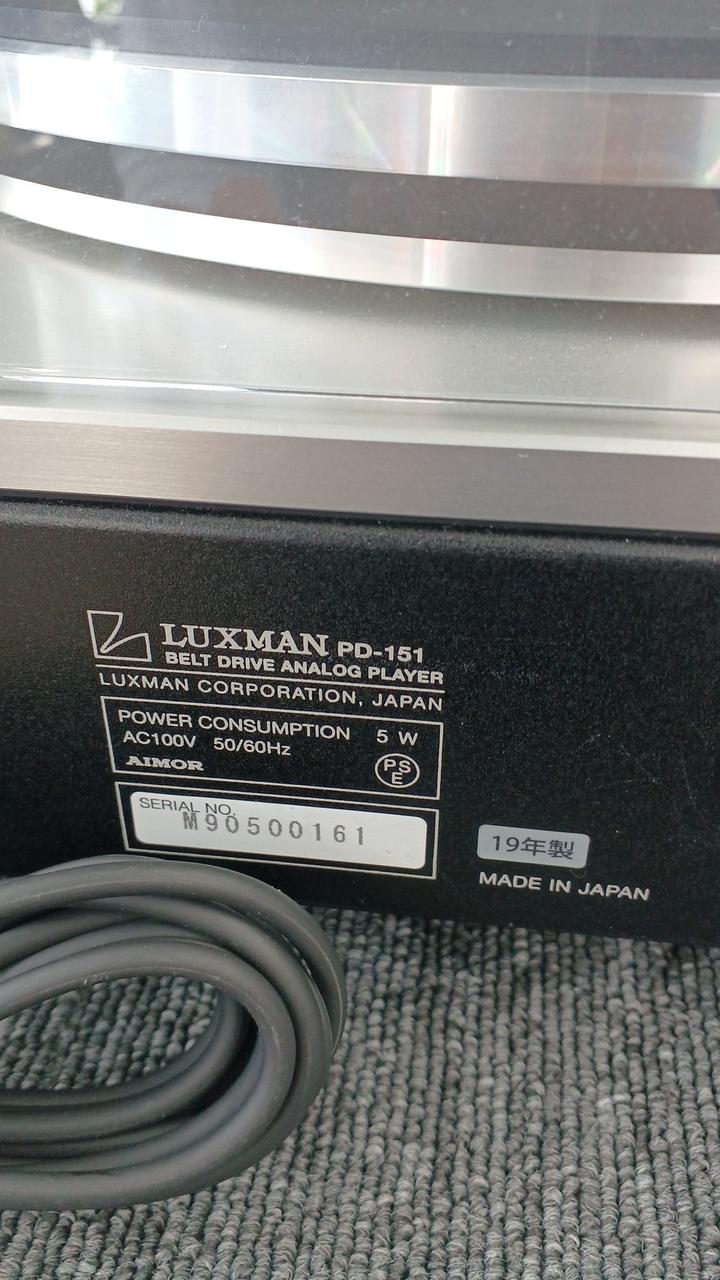 LUXMAN PD-151
BELT DRIVE ANALOG PLAYER
LUXMAN CORPORATION, JAPAN
POWER CONSUMPTION 5 W
AC100V 50/60Hz
AIMOR
PS
E
SERIAL NO.
M90500161
19年製
MADE IN JAPAN